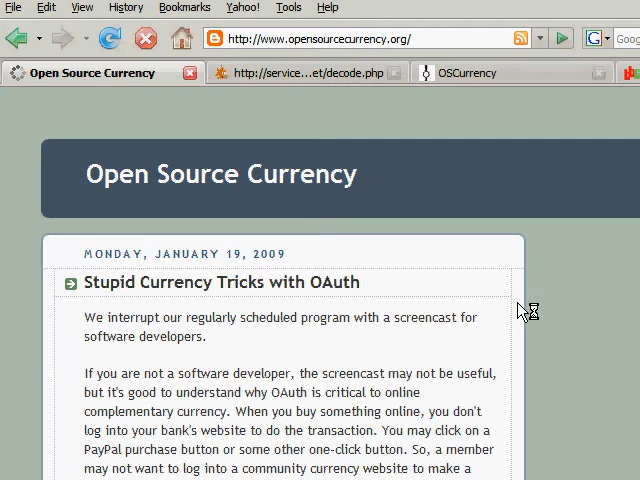 File Edit View History Bookmarks Yahoo! Tools Help
http://www.opensourcecurrency.org/ G Goog
Open Source Currency http://service...et/decode.php OSCurrency
Open Source Currency
MONDAY, JANUARY 19, 2009
Stupid Currency Tricks with OAuth
We interrupt our regularly scheduled program with a screencast for
software developers.
If you are not a software developer, the screencast may not be useful,
but it's good to understand why OAuth is critical to online
complementary currency. When you buy something online, you don't
log into your bank's website to do the transaction. You may click on a
PayPal purchase button or some other one-click button. So, a member
may not want to log into a community currency website to make a